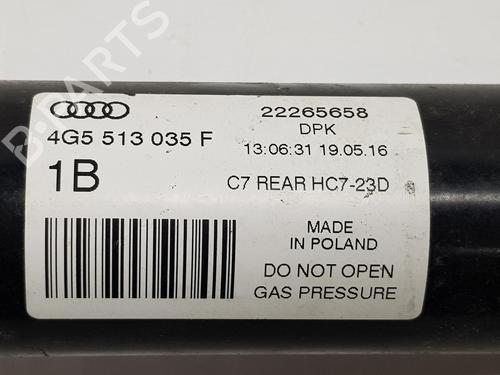 4G5 513 035 F
1B
22265658
DPK
13:06:31 19.05.16
C7 REAR HC7-23D
MADE
IN POLAND
DO NOT OPEN
GAS PRESSURE
B-PARTS